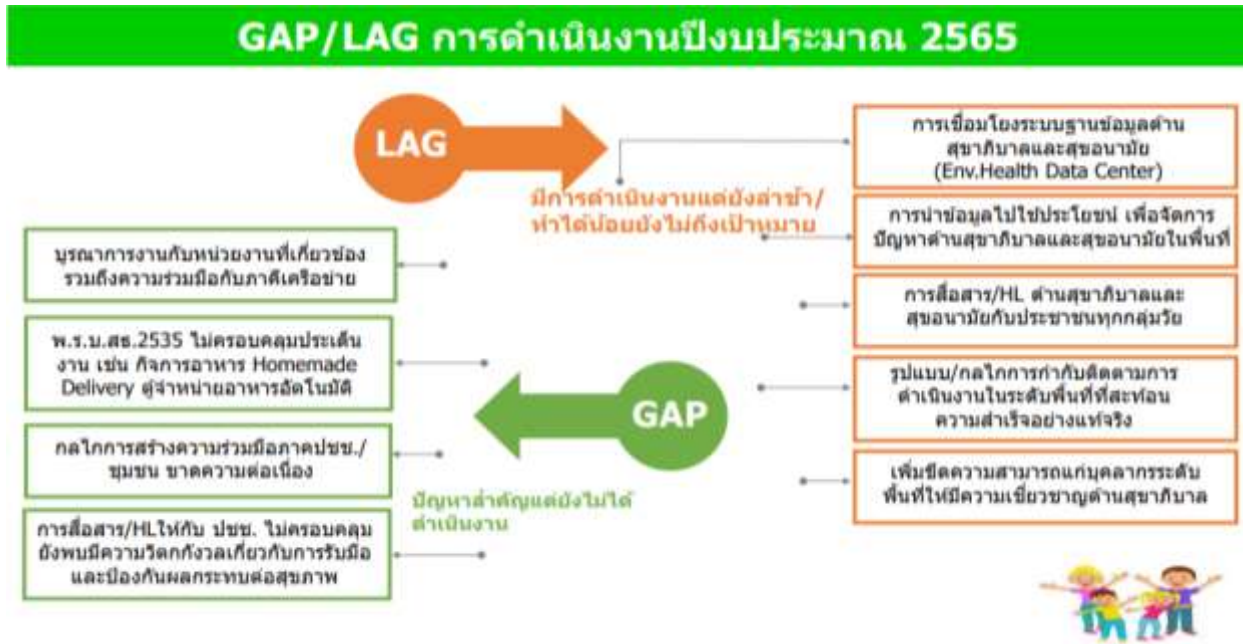 GAP/LAG การดำเนินงานปีงบประมาณ 2565
LAG
มีการดำเนินงานแต่ยังล่าช้า/
ทำได้น้อยยังไม่ถึงเป้าหมาย
การเชื่อมโยงระบบฐานข้อมูลด้าน
สุขาภิบาลและสุขอนามัย
(Env.Health Data Center)
การนำข้อมูลไปใช้ประโยชน์ เพื่อจัดการ
ปัญหาด้านสุขาภิบาลและสุขอนามัยในพื้นที่
การสื่อสาร/HL ด้านสุขาภิบาลและ
สุขอนามัยกับประชาชนทุกกลุ่มวัย
รูปแบบ/กลไกการกำกับติดตามการ
ดำเนินงานในระดับพื้นที่ที่สะท้อน
ความสำเร็จอย่างแท้จริง
เพิ่มขีดความสามารถแก่บุคลากรระดับ
พื้นที่ให้มีความเชี่ยวชาญด้านสุขาภิบาล
บูรณาการงานกับหน่วยงานที่เกี่ยวข้อง
รวมถึงความร่วมมือกับภาคีเครือข่าย
พ.ร.บ.สธ.2535 ไม่ครอบคลุมประเด็น
งาน เช่น กิจการอาหาร Homemade
Delivery ตู้จำหน่ายอาหารอัตโนมัติ
กลไกการสร้างความร่วมมือภาคปชช./
ชุมชน ขาดความต่อเนื่อง
การสื่อสาร/HLให้กับ ปชช. ไม่ครอบคลุม
ยังพบมีความวิตกกังวลเกี่ยวกับการรับมือ
และป้องกันผลกระทบต่อสุขภาพ
GAP
ปัญหาสำคัญแต่ยังไม่ได้
ดำเนินงาน